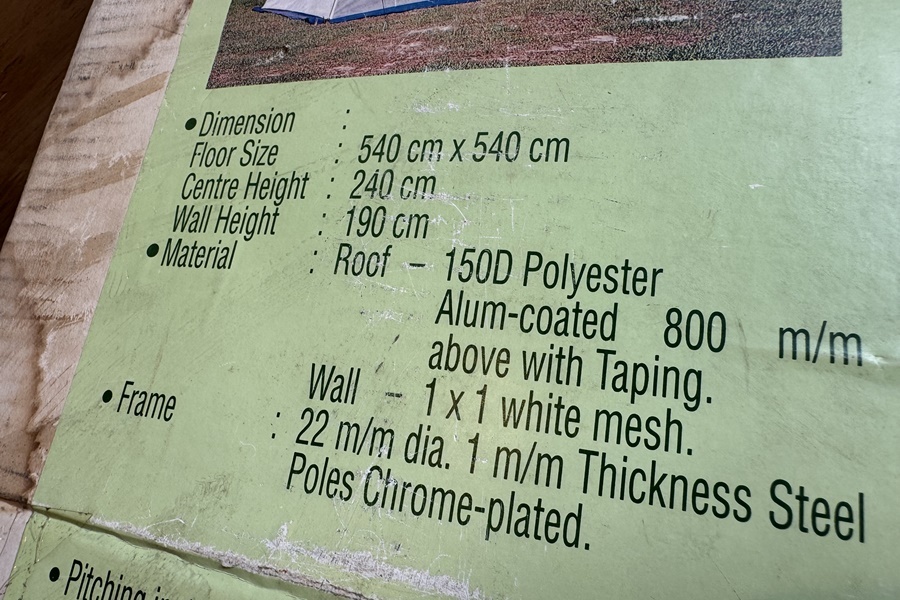 • Dimension :
Floor Size : 540 cm x 540 cm
Centre Height : 240 cm
Wall Height : 190 cm
• Material : Roof – 150D Polyester
Alum-coated 800 m/m
above with Taping.
Wall – 1 x 1 white mesh.
• Frame : 22 m/m dia. 1 m/m Thickness Steel
Poles Chrome-plated.
• Pitching